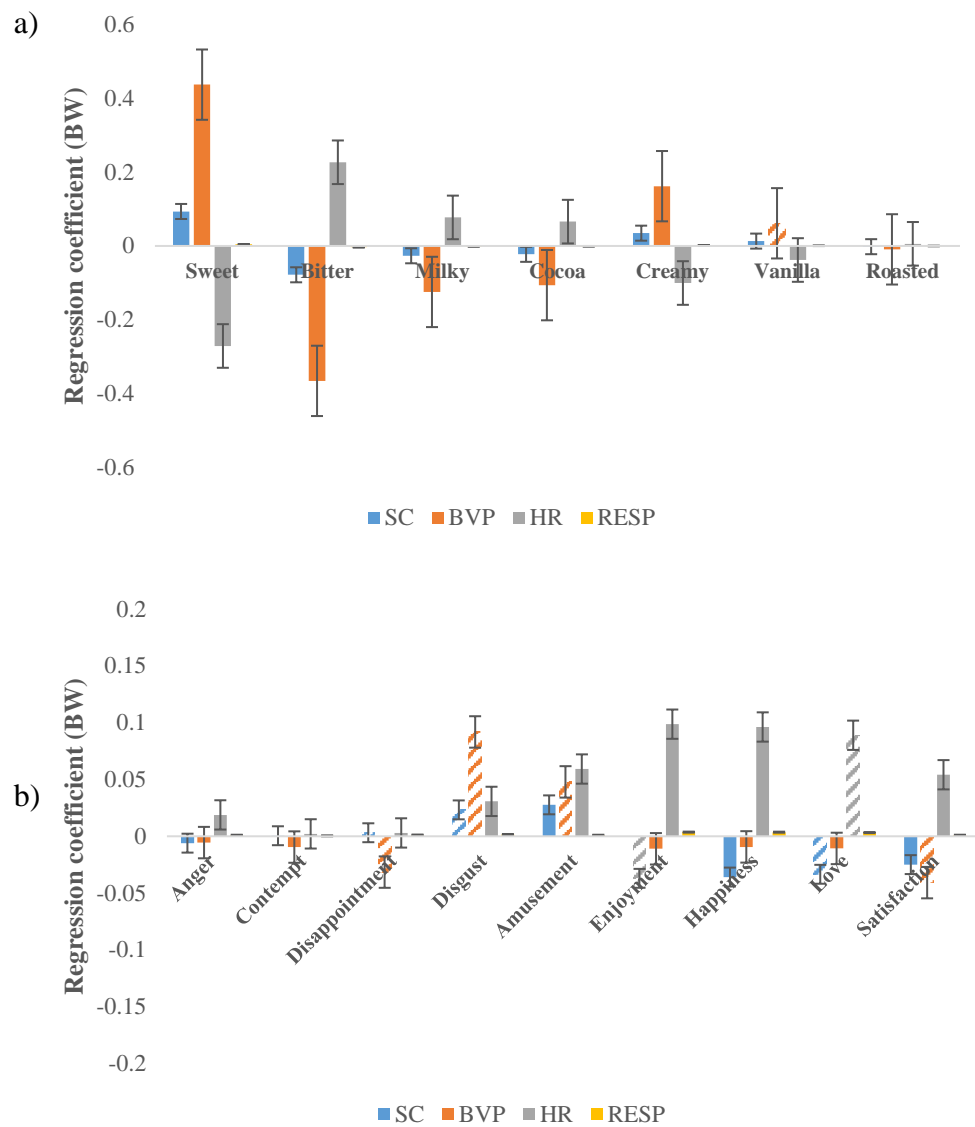 a)
Regression coefficient (BW)
0.6
0.4
0.2
0
-0.2
-0.4
-0.6
Sweet Bitter Milky Cocoa Creamy Vanilla Roasted
SC BVP HR RESP
b)
Regression coefficient (BW)
0.2
0.15
0.1
0.05
0
-0.05
-0.1
-0.15
-0.2
Anger Contempt Disappointment Disgust Amusement Enjoyment Happiness Love Satisfaction
SC BVP HR RESP